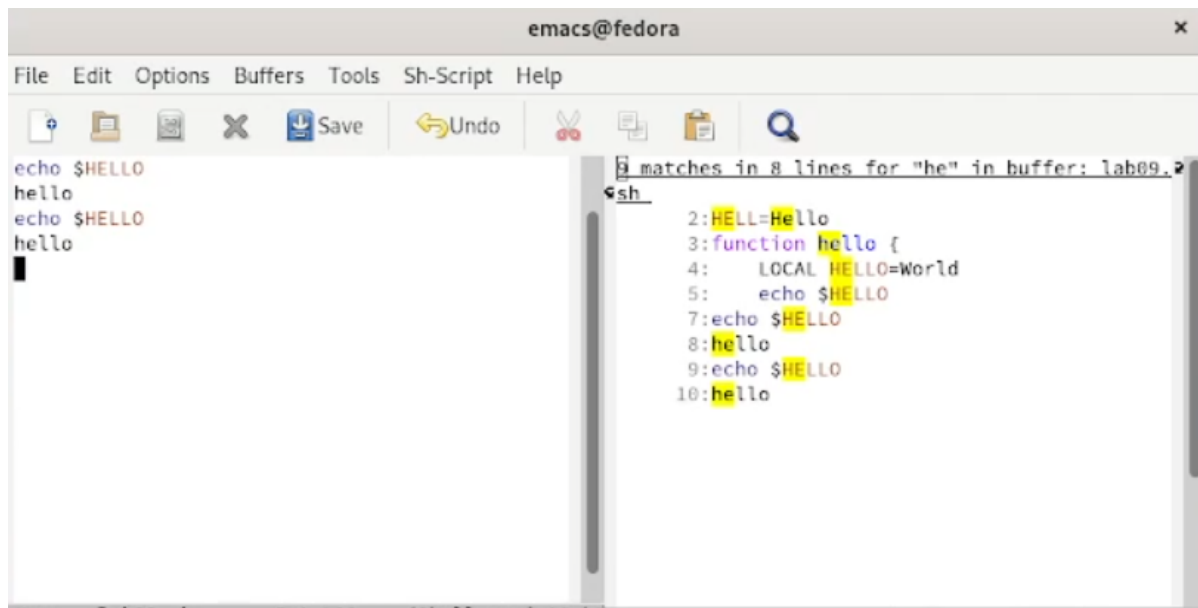 emacs@fedora
File Edit Options Buffers Tools Sh-Script Help
Save Undo
echo $HELLO
hello
echo $HELLO
hello
9 matches in 8 lines for "he" in buffer: lab09.
sh
2:HELL=Hello
3:function hello {
4:    LOCAL HELLO=World
5:    echo $HELLO
7:echo $HELLO
8:hello
9:echo $HELLO
10:hello